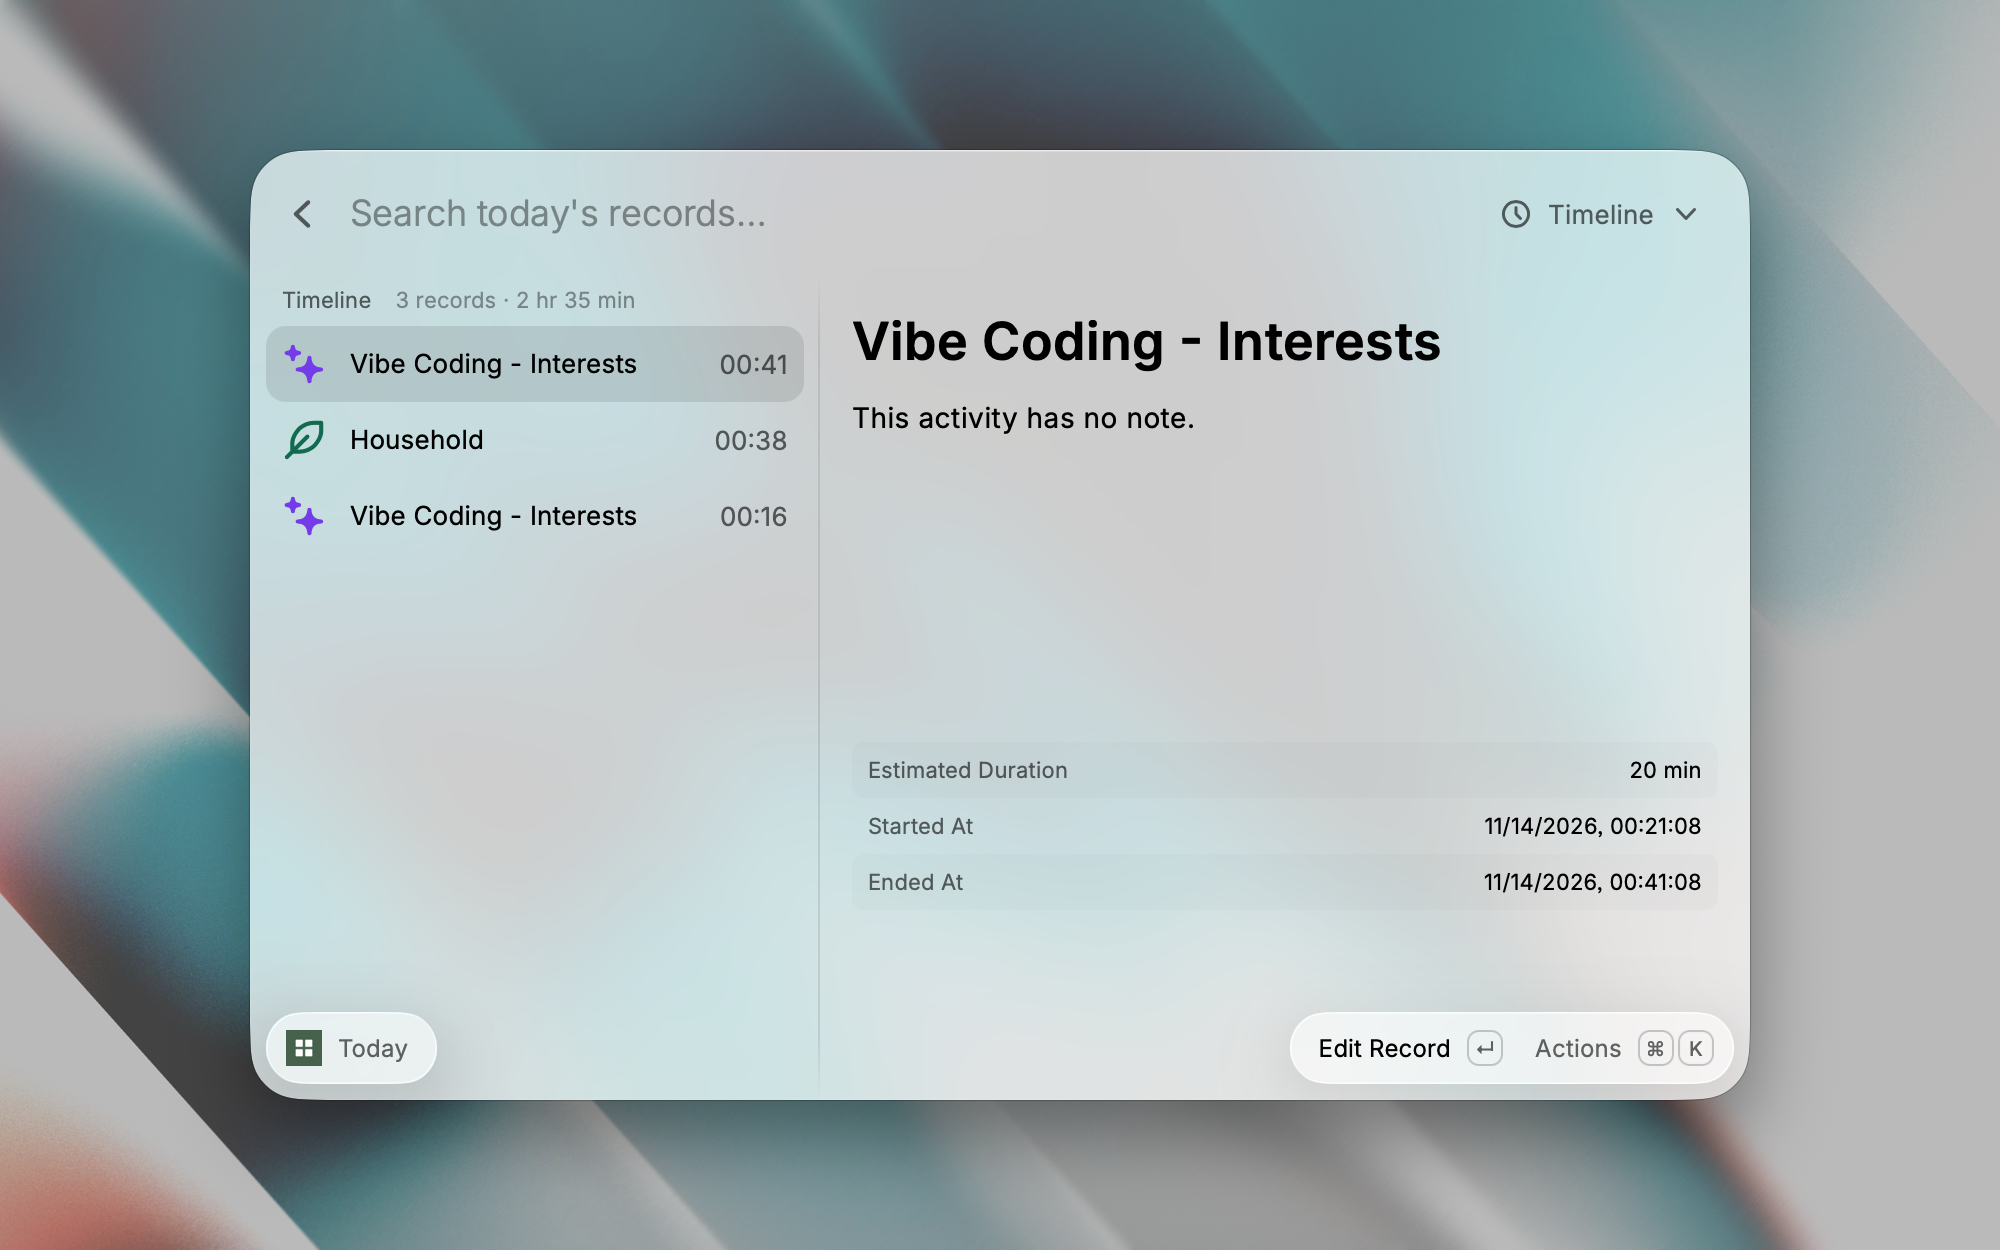 Search today's records...
Timeline
Timeline 3 records · 2 hr 35 min
Vibe Coding - Interests 00:41
Household 00:38
Vibe Coding - Interests 00:16
Vibe Coding - Interests
This activity has no note.
Estimated Duration 20 min
Started At 11/14/2026, 00:21:08
Ended At 11/14/2026, 00:41:08
Today
Edit Record ↵ Actions ⌘ K